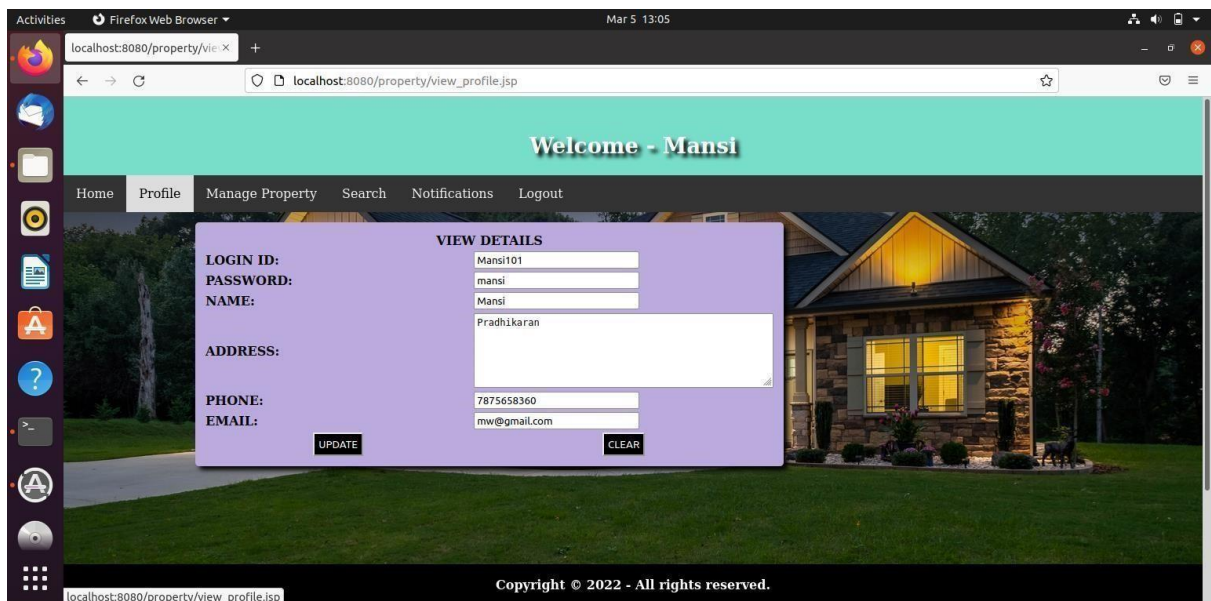 Activities Firefox Web Browser Mar 5 13:05
localhost:8080/property/vie × +
localhost:8080/property/view_profile.jsp
Welcome - Mansi
Home Profile Manage Property Search Notifications Logout
VIEW DETAILS
LOGIN ID: Mansi101
PASSWORD: mansi
NAME: Mansi
ADDRESS: Pradhikaran
PHONE: 7875658360
EMAIL: mw@gmail.com
UPDATE CLEAR
Copyright © 2022 - All rights reserved.
localhost:8080/property/view_profile.jsp